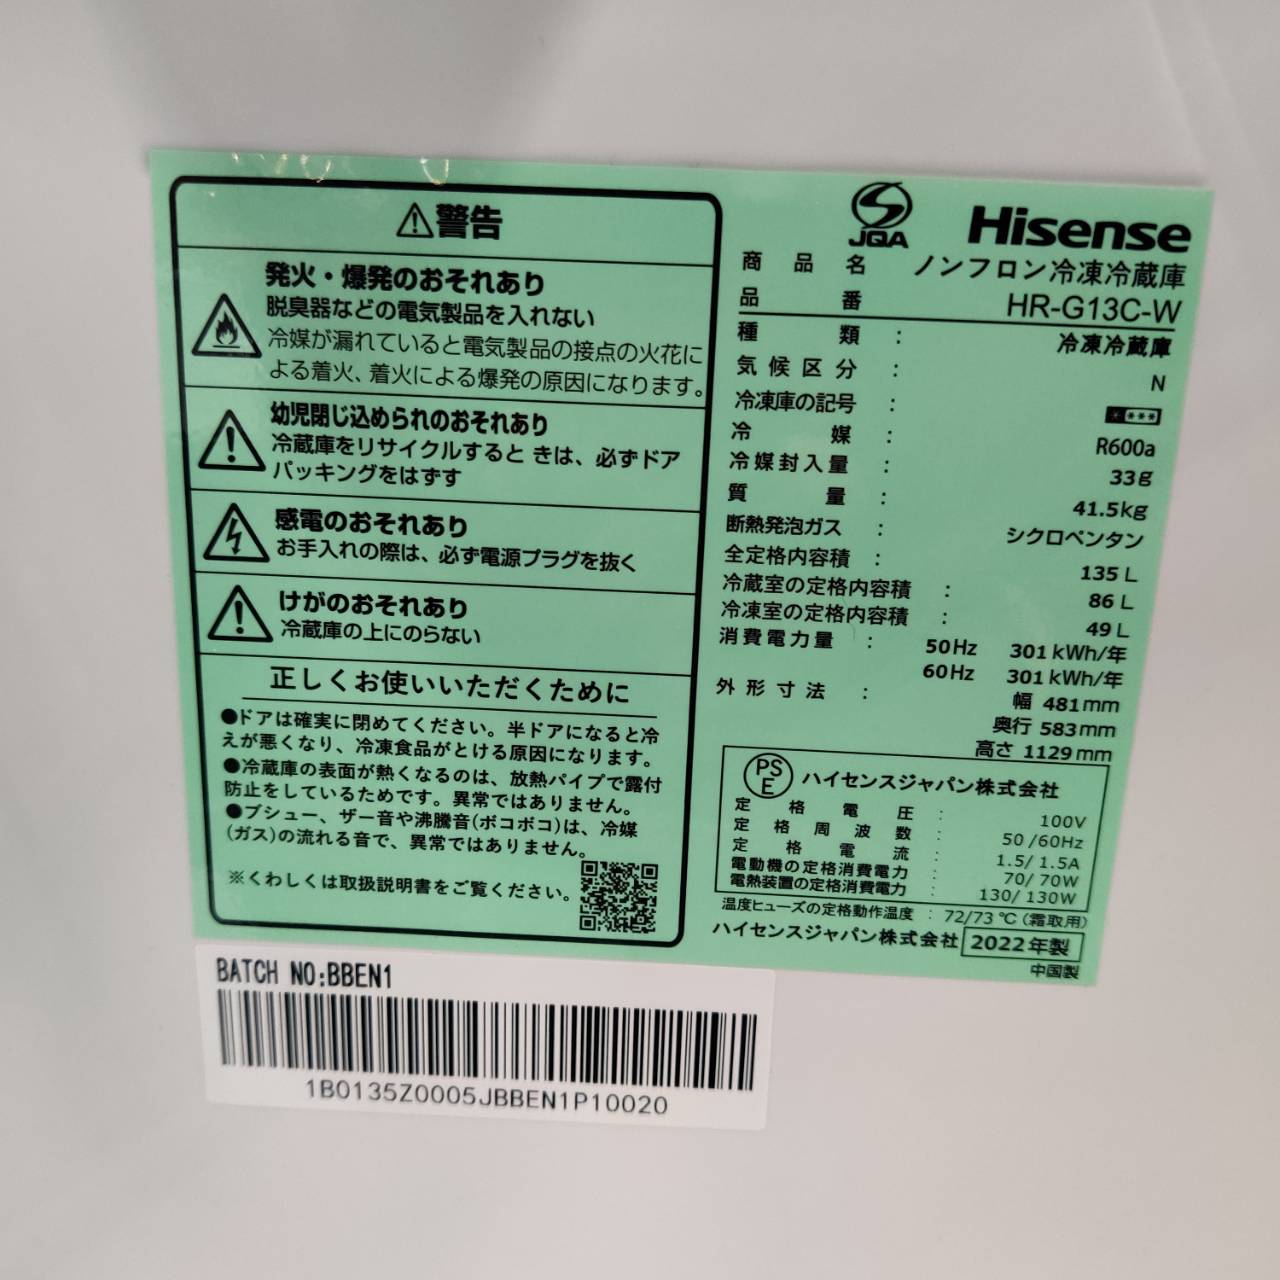 ⚠警告
発火・爆発のおそれあり
脱臭器などの電気製品を入れない
冷媒が漏れていると電気製品の接点の火花に
よる着火、着火による爆発の原因になります。
幼児閉じ込められのおそれあり
冷蔵庫をリサイクルすると きは、必ずドア
パッキングをはずす
感電のおそれあり
お手入れの際は、必ず電源プラグを抜く
けがのおそれあり
冷蔵庫の上にのらない
正しくお使いいただくために
●ドアは確実に閉めてください。半ドアになると冷
えが悪くなり、冷凍食品がとける原因になります。
●冷蔵庫の表面が熱くなるのは、放熱パイプで露付
防止をしているためです。異常ではありません。
●ブシュー、ザー音や沸騰音(ボコボコ)は、冷媒
(ガス)の流れる音で、異常ではありません。
※くわしくは取扱説明書をご覧ください。
JQA Hisense
商品名 ノンフロン冷凍冷蔵庫
品番 HR-G13C-W
種類 : 冷凍冷蔵庫
気候区分 : N
冷凍庫の記号 : ****
冷媒 : R600a
冷媒封入量 : 33g
質量 : 41.5kg
断熱発泡ガス : シクロペンタン
全定格内容積 : 135 L
冷蔵室の定格内容積 : 86 L
冷凍室の定格内容積 : 49 L
消費電力量 : 50Hz 301 kWh/年
60Hz 301 kWh/年
外形寸法 : 幅 481mm
奥行 583mm
高さ 1129mm
PS E ハイセンスジャパン株式会社
定格電圧 : 100V
定格周波数 : 50/60Hz
定格電流 : 1.5/1.5A
電動機の定格消費電力 : 70/70W
電熱装置の定格消費電力 : 130/130W
温度ヒューズの定格動作温度 : 72/73℃(霜取用)
ハイセンスジャパン株式会社 2022年製
中国製
BATCH NO:BBEN1
1B0135Z0005JBBEN1P10020